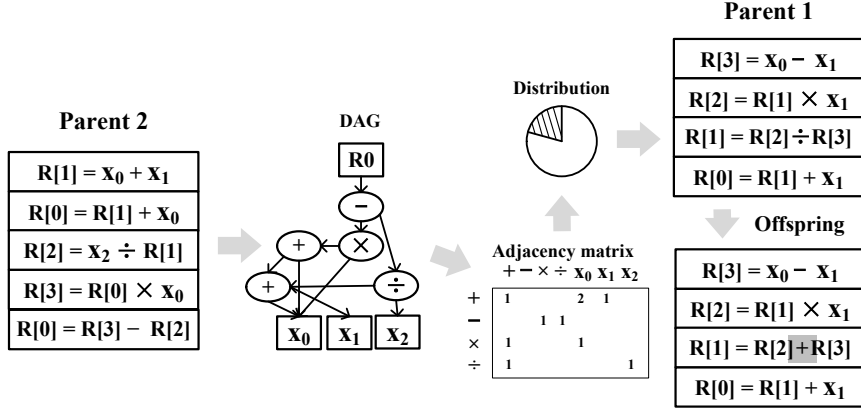 Parent 2
R[1] = x₀ + x₁
R[0] = R[1] + x₀
R[2] = x₂ ÷ R[1]
R[3] = R[0] × x₀
R[0] = R[3] − R[2]
DAG
R0
−
+ ×
+ ÷
x₀ x₁ x₂
Distribution
Adjacency matrix
+ − × ÷ x₀ x₁ x₂
+ 1 2 1
− 1 1
× 1 1
÷ 1 1
Parent 1
R[3] = x₀ − x₁
R[2] = R[1] × x₁
R[1] = R[2] ÷ R[3]
R[0] = R[1] + x₁
Offspring
R[3] = x₀ − x₁
R[2] = R[1] × x₁
R[1] = R[2] + R[3]
R[0] = R[1] + x₁